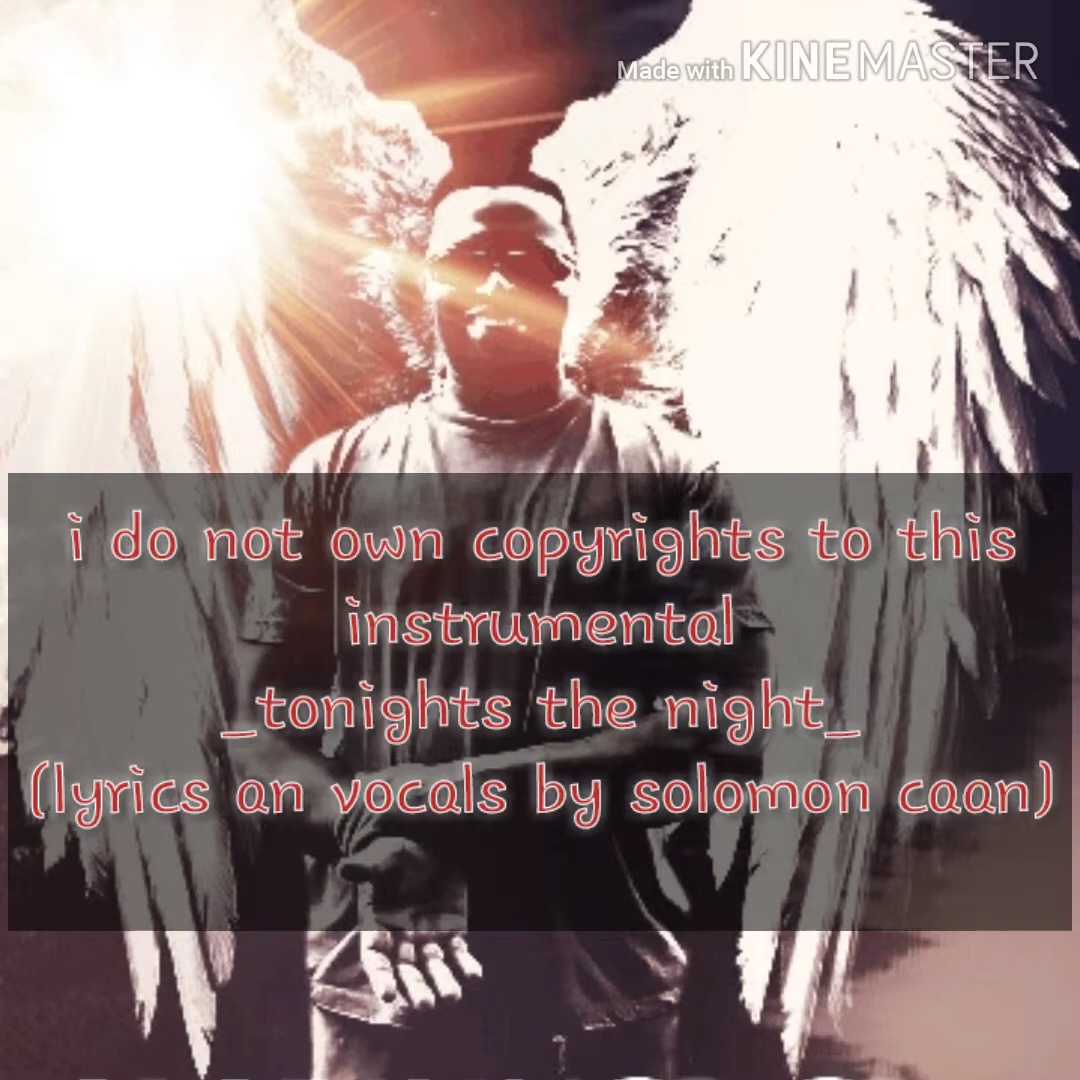 Made with KINEMASTER
i do not own copyrights to this
instrumental
_tonights the night_
(lyrics an vocals by solomon caan)